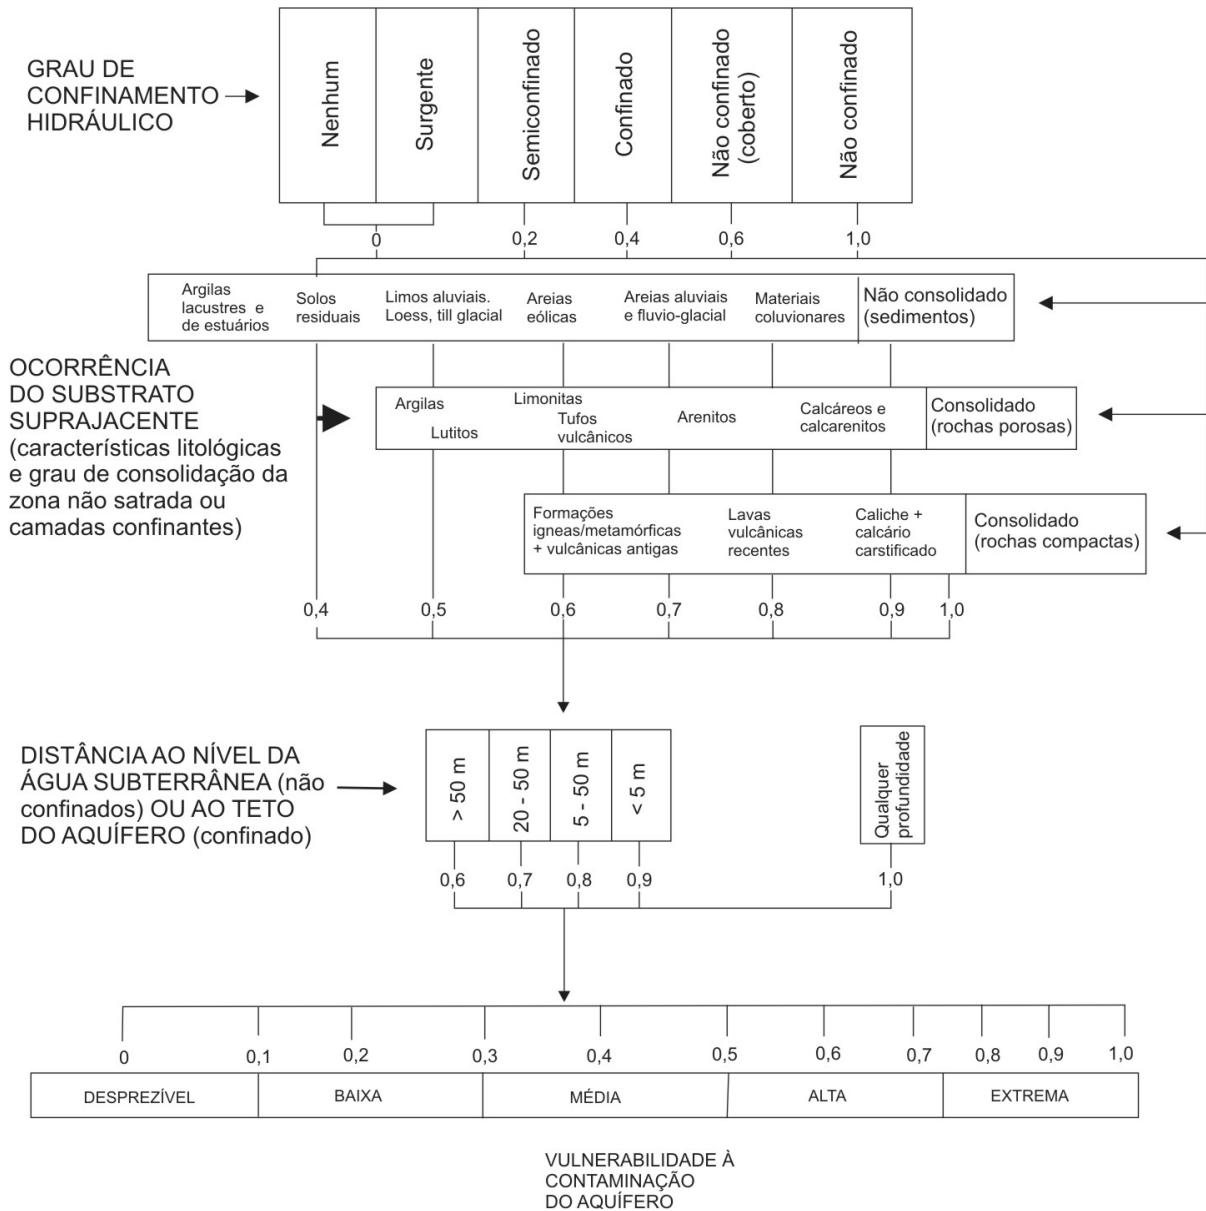 GRAU DE
CONFINAMENTO
HIDRÁULICO
Nenhum
Surgente
Semiconfinado
Confinado
Não confinado
(coberto)
Não confinado
0
0,2
0,4
0,6
1,0
Argilas
lacustres e
de estuários
Solos
residuais
Limos aluviais.
Loess, till glacial
Areias
eólicas
Areias aluviais
e fluvio-glacial
Materiais
coluvionares
Não consolidado
(sedimentos)
OCORRÊNCIA
DO SUBSTRATO
SUPRAJACENTE
(características litológicas
e grau de consolidação da
zona não satrada ou
camadas confinantes)
Argilas
Lutitos
Limonitas
Tufos
vulcânicos
Arenitos
Calcáreos e
calcarenitos
Consolidado
(rochas porosas)
Formações
igneas/metamórficas
+ vulcânicas antigas
Lavas
vulcânicas
recentes
Caliche +
calcário
carstificado
Consolidado
(rochas compactas)
0,4
0,5
0,6
0,7
0,8
0,9
1,0
DISTÂNCIA AO NÍVEL DA
ÁGUA SUBTERRÂNEA (não
confinados) OU AO TETO
DO AQUÍFERO (confinado)
> 50 m
20 - 50 m
5 - 50 m
< 5 m
Qualquer
profundidade
0,6
0,7
0,8
0,9
1,0
0
0,1
0,2
0,3
0,4
0,5
0,6
0,7
0,8
0,9
1,0
DESPREZÍVEL
BAIXA
MÉDIA
ALTA
EXTREMA
VULNERABILIDADE À
CONTAMINAÇÃO
DO AQUÍFERO